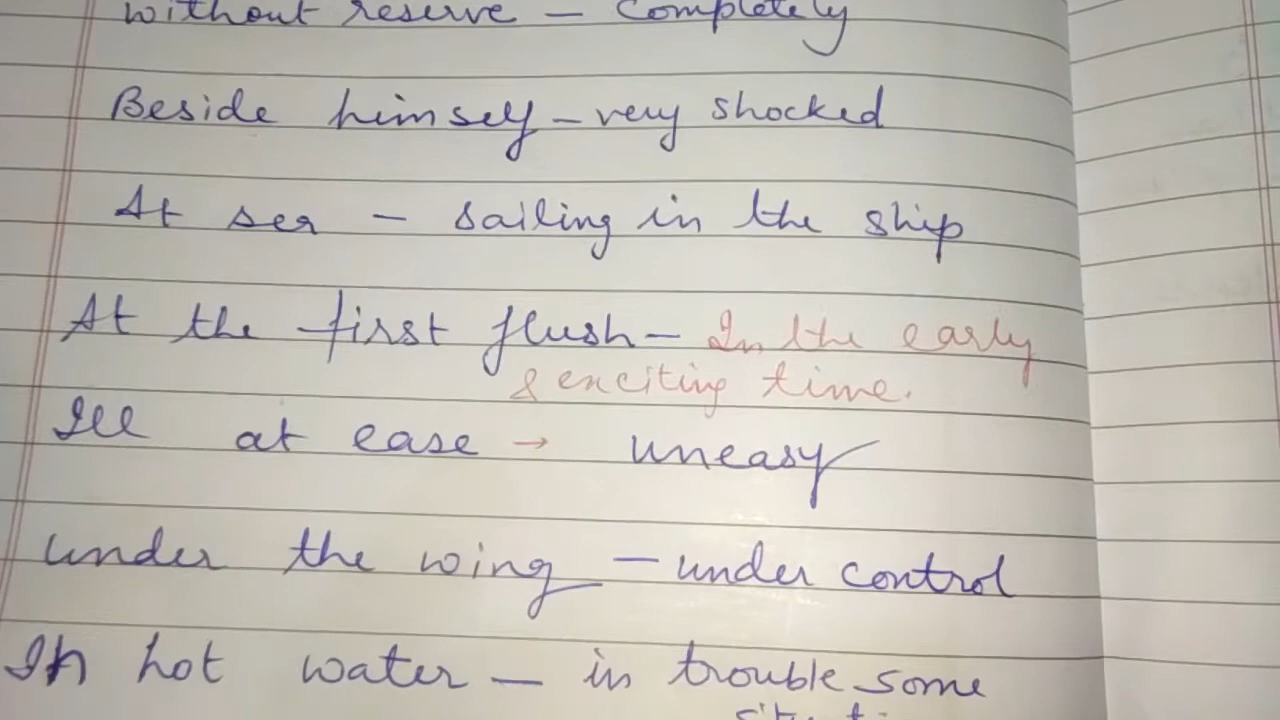 without reserve - completely
Beside himself - very shocked
At sea - sailing in the ship
At the first flush - In the early
& exciting time.
Ill at ease → uneasy
under the wing - under control
In hot water - in trouble some